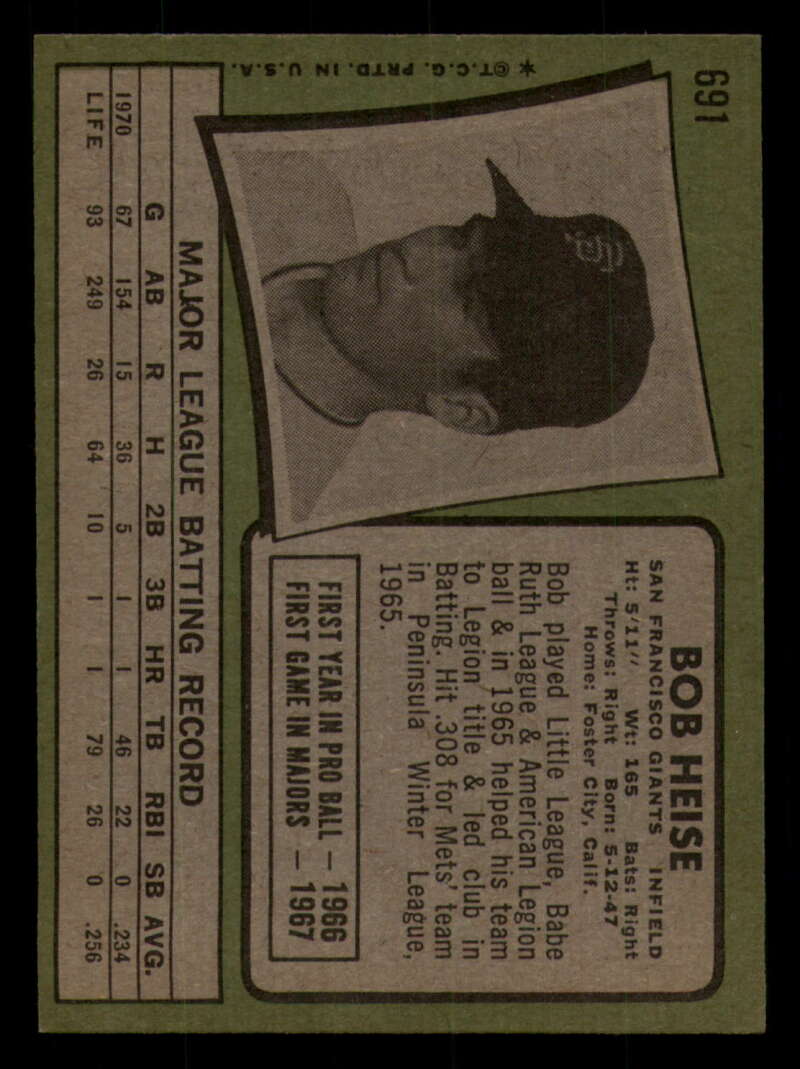 691
* ©T.C.G. PRTD. IN U.S.A.
SF
BOB HEISE
SAN FRANCISCO GIANTS INFIELD
Ht: 5'11" Wt: 165 Bats: Right
Throws: Right Born: 5-12-47
Home: Foster City, Calif.
Bob played Little League, Babe
Ruth League & American Legion
ball & in 1965 helped his team
to Legion title & led club in
Batting. Hit .308 for Mets' team
in Peninsula Winter League,
1965.
FIRST YEAR IN PRO BALL — 1966
FIRST GAME IN MAJORS — 1967
MAJOR LEAGUE BATTING RECORD
G AB R H 2B 3B HR TB RBI SB AVG.
1970 67 154 15 36 5 1 1 46 22 0 .234
LIFE 93 249 26 64 10 1 1 79 26 0 .256